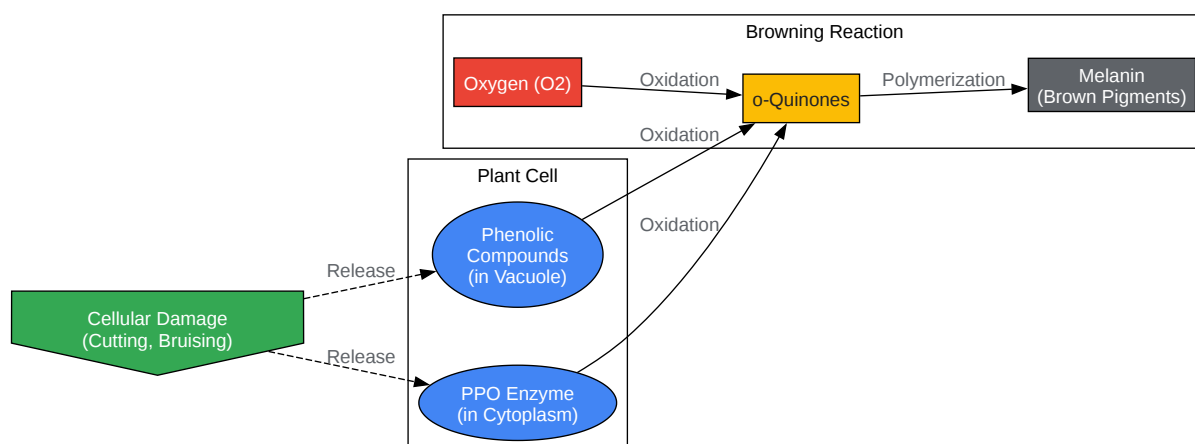 Browning Reaction
Oxygen (O2)
Oxidation
o-Quinones
Polymerization
Melanin
(Brown Pigments)
Oxidation
Plant Cell
Phenolic
Compounds
(in Vacuole)
Oxidation
Release
Cellular Damage
(Cutting, Bruising)
Release
PPO Enzyme
(in Cytoplasm)